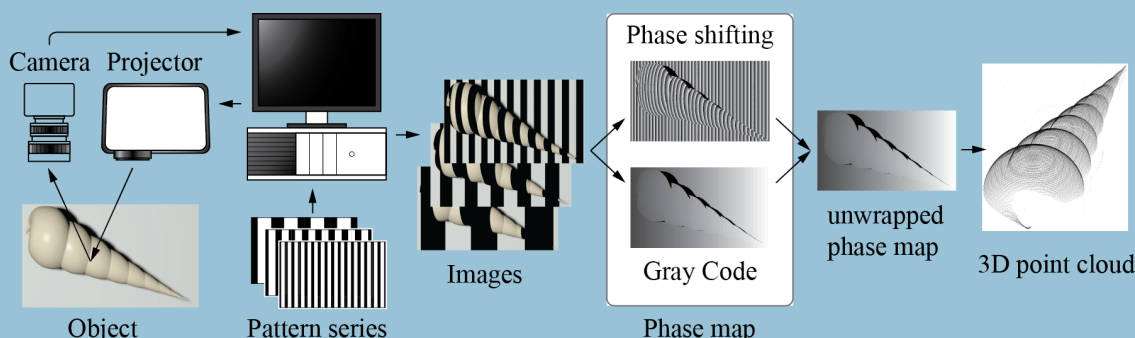 Camera
Projector
Object
Pattern series
Images
Phase shifting
Gray Code
Phase map
unwrapped
phase map
3D point cloud